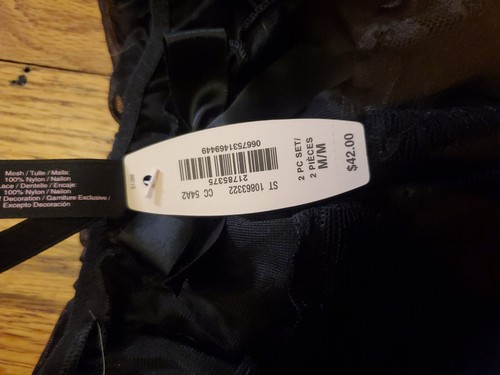 Mesh / Tulle / Malla:
100% Nylon / Nailon
Lace / Dentelle / Encaje:
100% Nylon / Nailon
Decoration / Garniture Exclusive /
Excepto Decoración
0667531469449
21785375
ST 10863322 CC 54A2
2 PC SET/
2 PIÈCES
M/M
$42.00